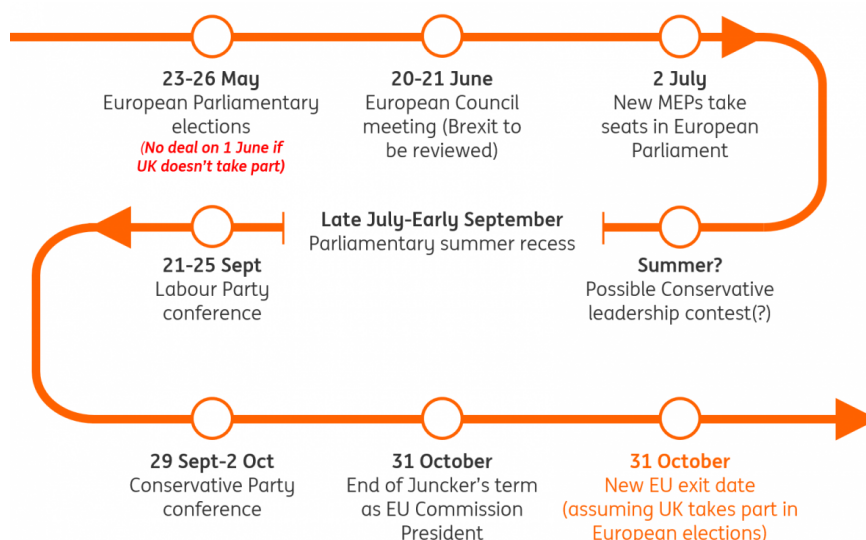 23-26 May
European Parliamentary
elections
(No deal on 1 June if
UK doesn't take part)
20-21 June
European Council
meeting (Brexit to
be reviewed)
2 July
New MEPs take
seats in European
Parliament
Summer?
Possible Conservative
leadership contest(?)
Late July-Early September
Parliamentary summer recess
21-25 Sept
Labour Party
conference
29 Sept-2 Oct
Conservative Party
conference
31 October
End of Juncker's term
as EU Commission
President
31 October
New EU exit date
(assuming UK takes part in
European elections)